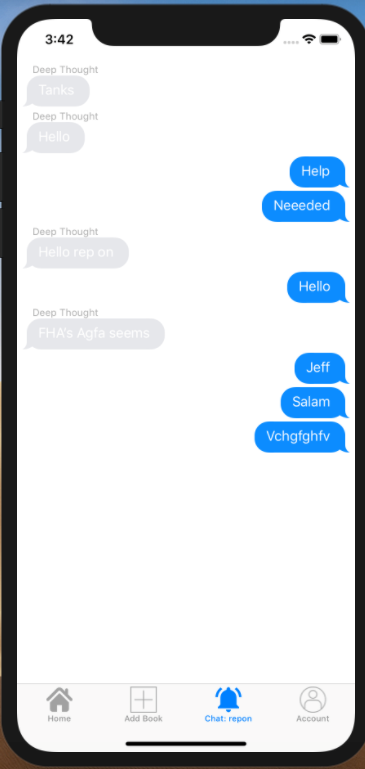 3:42
Deep Thought
Tanks
Deep Thought
Hello
Help
Neeeded
Deep Thought
Hello rep on
Hello
Deep Thought
FHA's Agfa seems
Jeff
Salam
Vchgfghfv
Home
Add Book
Chat: repon
Account